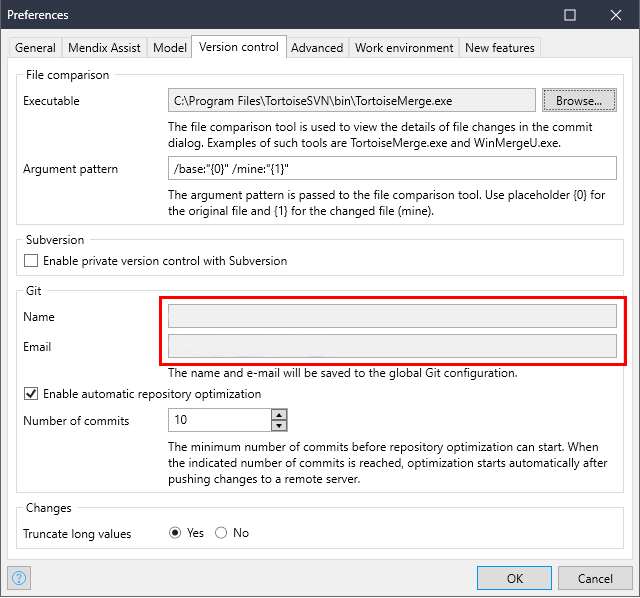 Preferences
General Mendix Assist Model Version control Advanced Work environment New features
File comparison
Executable C:\Program Files\TortoiseSVN\bin\TortoiseMerge.exe Browse...
The file comparison tool is used to view the details of file changes in the commit
dialog. Examples of such tools are TortoiseMerge.exe and WinMergeU.exe.
Argument pattern /base:"{0}" /mine:"{1}"
The argument pattern is passed to the file comparison tool. Use placeholder {0} for
the original file and {1} for the changed file (mine).
Subversion
Enable private version control with Subversion
Git
Name
Email
The name and e-mail will be saved to the global Git configuration.
Enable automatic repository optimization
Number of commits 10
The minimum number of commits before repository optimization can start. When
the indicated number of commits is reached, optimization starts automatically after
pushing changes to a remote server.
Changes
Truncate long values Yes No
? OK Cancel